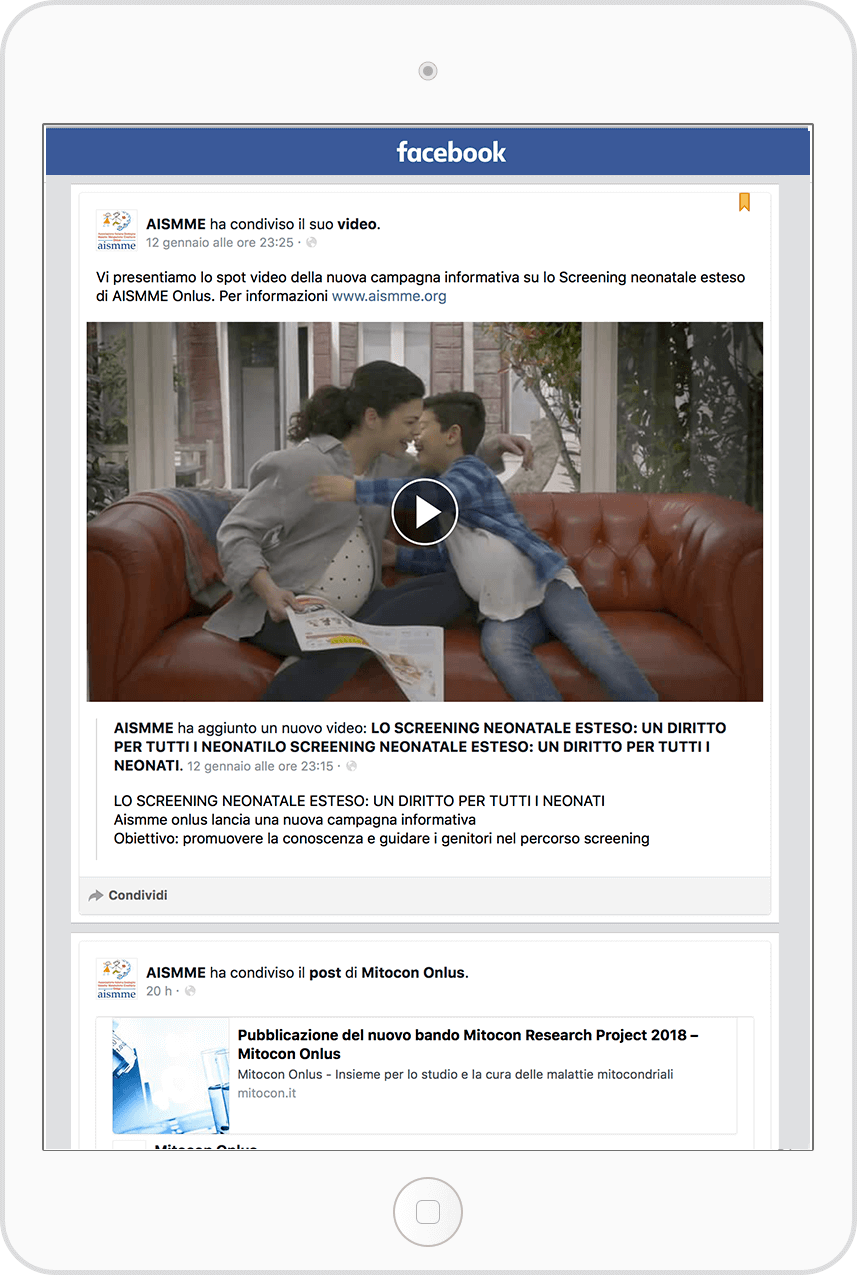 facebook
AISMME ha condiviso il suo video.
aismme
12 gennaio alle ore 23:25 ·
Vi presentiamo lo spot video della nuova campagna informativa su lo Screening neonatale esteso
di AISMME Onlus. Per informazioni www.aismme.org
AISMME ha aggiunto un nuovo video: LO SCREENING NEONATALE ESTESO: UN DIRITTO
PER TUTTI I NEONATILO SCREENING NEONATALE ESTESO: UN DIRITTO PER TUTTI I
NEONATI. 12 gennaio alle ore 23:15 ·
LO SCREENING NEONATALE ESTESO: UN DIRITTO PER TUTTI I NEONATI
Aismme onlus lancia una nuova campagna informativa
Obiettivo: promuovere la conoscenza e guidare i genitori nel percorso screening
Condividi
AISMME ha condiviso il post di Mitocon Onlus.
aismme
20 h ·
Pubblicazione del nuovo bando Mitocon Research Project 2018 –
Mitocon Onlus
Mitocon Onlus - Insieme per lo studio e la cura delle malattie mitocondriali
mitocon.it
Mitocon Onlus